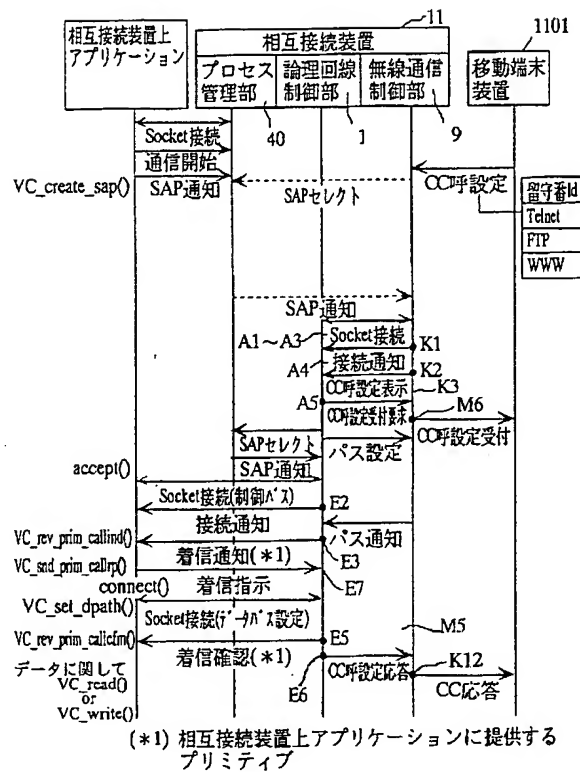 11
相互接続装置上
アプリケーション
相互接続装置
プロセス
管理部
論理回線
制御部
無線通信
制御部
1101
移動端末
装置
40
1
9
Socket接続
通信開始
VC_create_sap()
SAP通知
SAPセレクト
CC呼設定
留守番Id
Telnet
FTP
WWW
SAP通知
A1～A3
Socket接続
K1
A4
接続通知
K2
CC呼設定表示
K3
A5
CC呼設定受付要求
M6
CC呼設定受付
SAPセレクト
パス設定
accept()
SAP通知
Socket接続(制御パス)
E2
接続通知
パス通知
VC_rev_prim_callind()
E3
着信通知(*1)
VC_snd_prim_callrp()
E7
connect()
着信指示
VC_set_dpath()
Socket接続(データパス設定)
M5
VC_rev_prim_callcfm()
E5
着信確認(*1)
E6
CC呼設定応答
K12
CC応答
データに関して
VC_read()
or
VC_write()
(*1) 相互接続装置上アプリケーションに提供する
プリミティブ